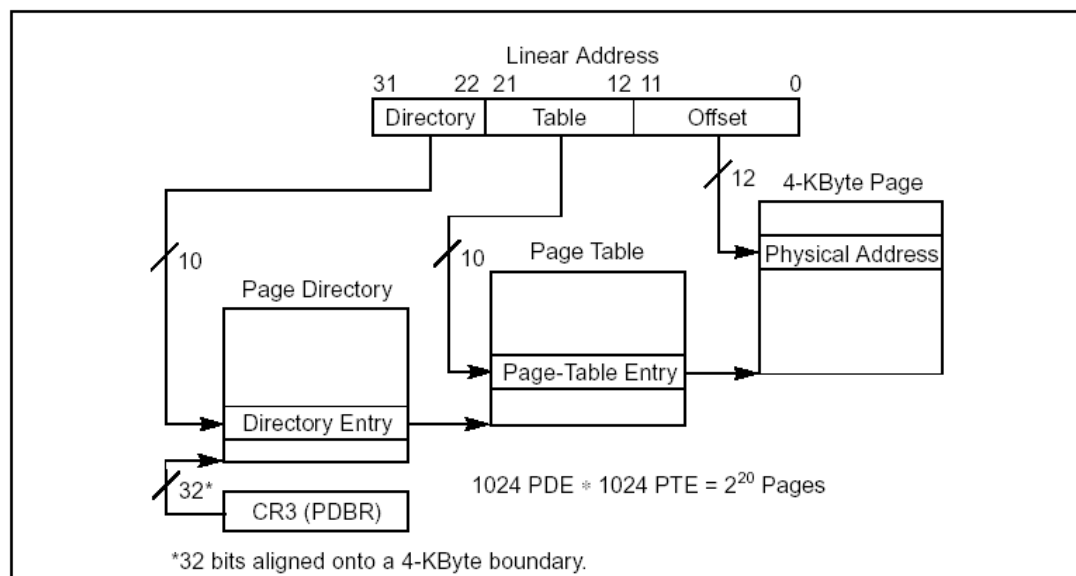 Linear Address
31 22 21 12 11 0
Directory Table Offset
12
4-KByte Page
Physical Address
10
10
Page Table
Page-Table Entry
Page Directory
Directory Entry
32*
CR3 (PDBR)
1024 PDE * 1024 PTE = 2²⁰ Pages
*32 bits aligned onto a 4-KByte boundary.